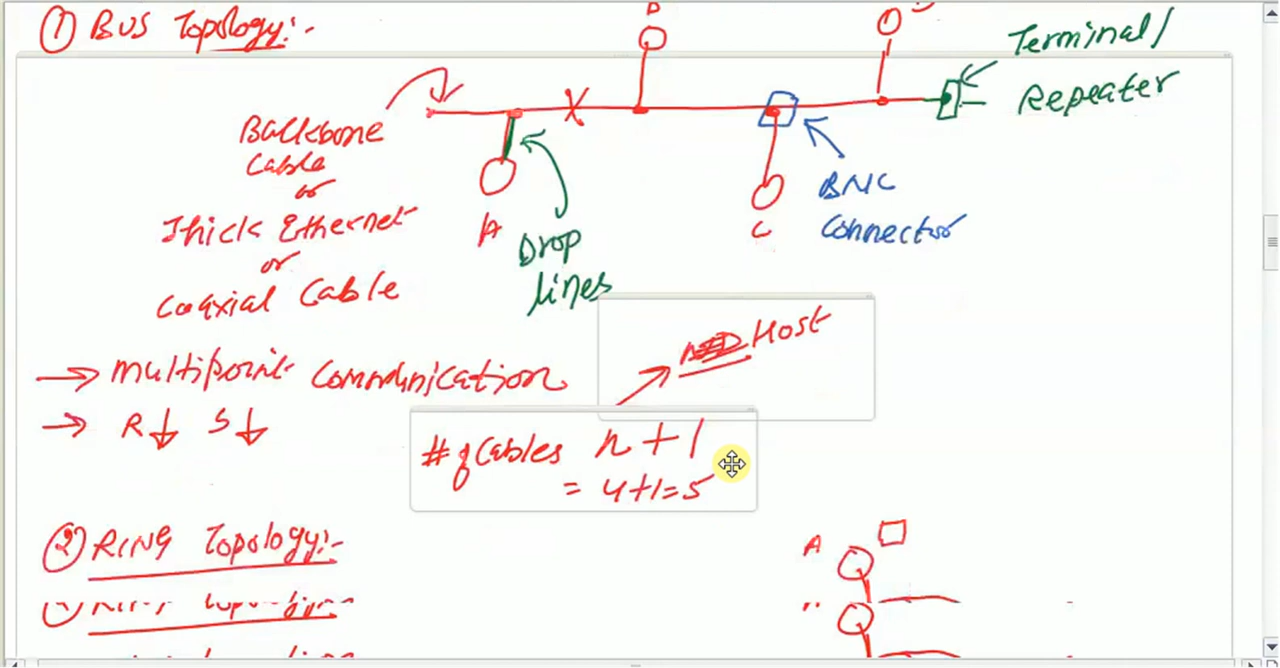 ① BUS Topology:-
B
Terminal/
Repeater
Backbone
Cable
or
Thick Ethernet
or
Coaxial Cable
A
Drop
lines
C
BNC
Connector
Host
→ Multipoint Communication
→ R↓ S↓
# of Cables n+1
= 4+1=5
② RING Topology:-
A